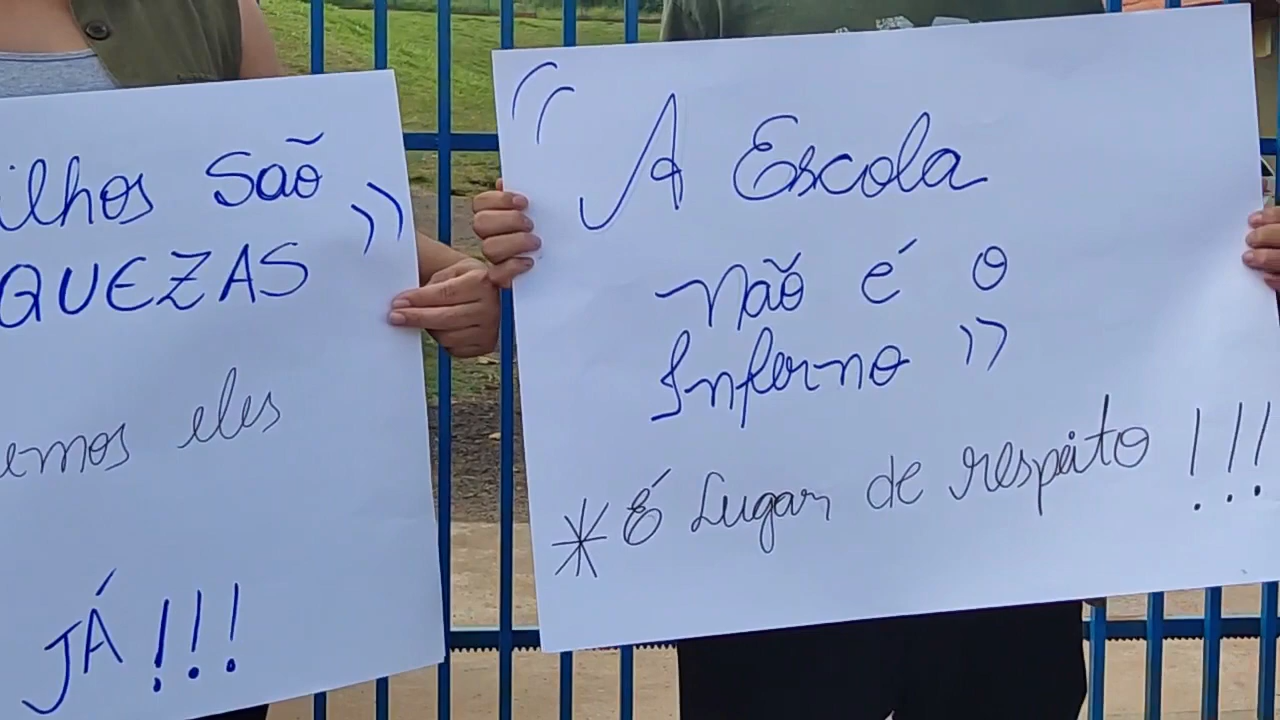 ilhos São ))
QUEZAS
emos eles
JÁ!!!
(( A Escola
Não é o
Inferno ))
* É Lugar de respeito!!!